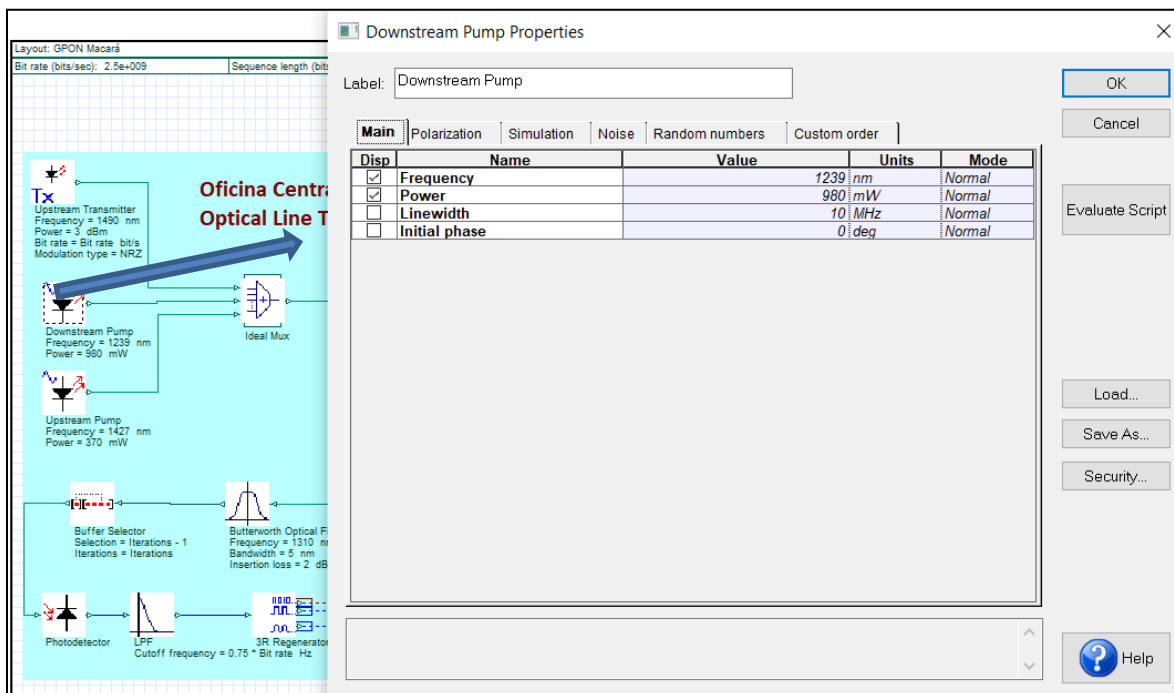 Layout: GPON Macará
Bit rate (bits/sec): 2.5e+009
Sequence length (bits
Tx
Upstream Transmitter
Frequency = 1490 nm
Power = 3 dBm
Bit rate = Bit rate bit/s
Modulation type = NRZ
Oficina Centra
Optical Line T
Downstream Pump
Frequency = 1239 nm
Power = 980 mW
Ideal Mux
Upstream Pump
Frequency = 1427 nm
Power = 370 mW
Buffer Selector
Selection = Iterations - 1
Iterations = Iterations
Butterworth Optical Fi
Frequency = 1310 n
Bandwidth = 5 nm
Insertion loss = 2 dB
Photodetector
LPF
Cutoff frequency = 0.75 * Bit rate Hz
3R Regenerator
Downstream Pump Properties
Label: Downstream Pump
Main Polarization Simulation Noise Random numbers Custom order
Disp Name Value Units Mode
Frequency 1239 nm Normal
Power 980 mW Normal
Linewidth 10 MHz Normal
Initial phase 0 deg Normal
OK
Cancel
Evaluate Script
Load...
Save As...
Security...
Help